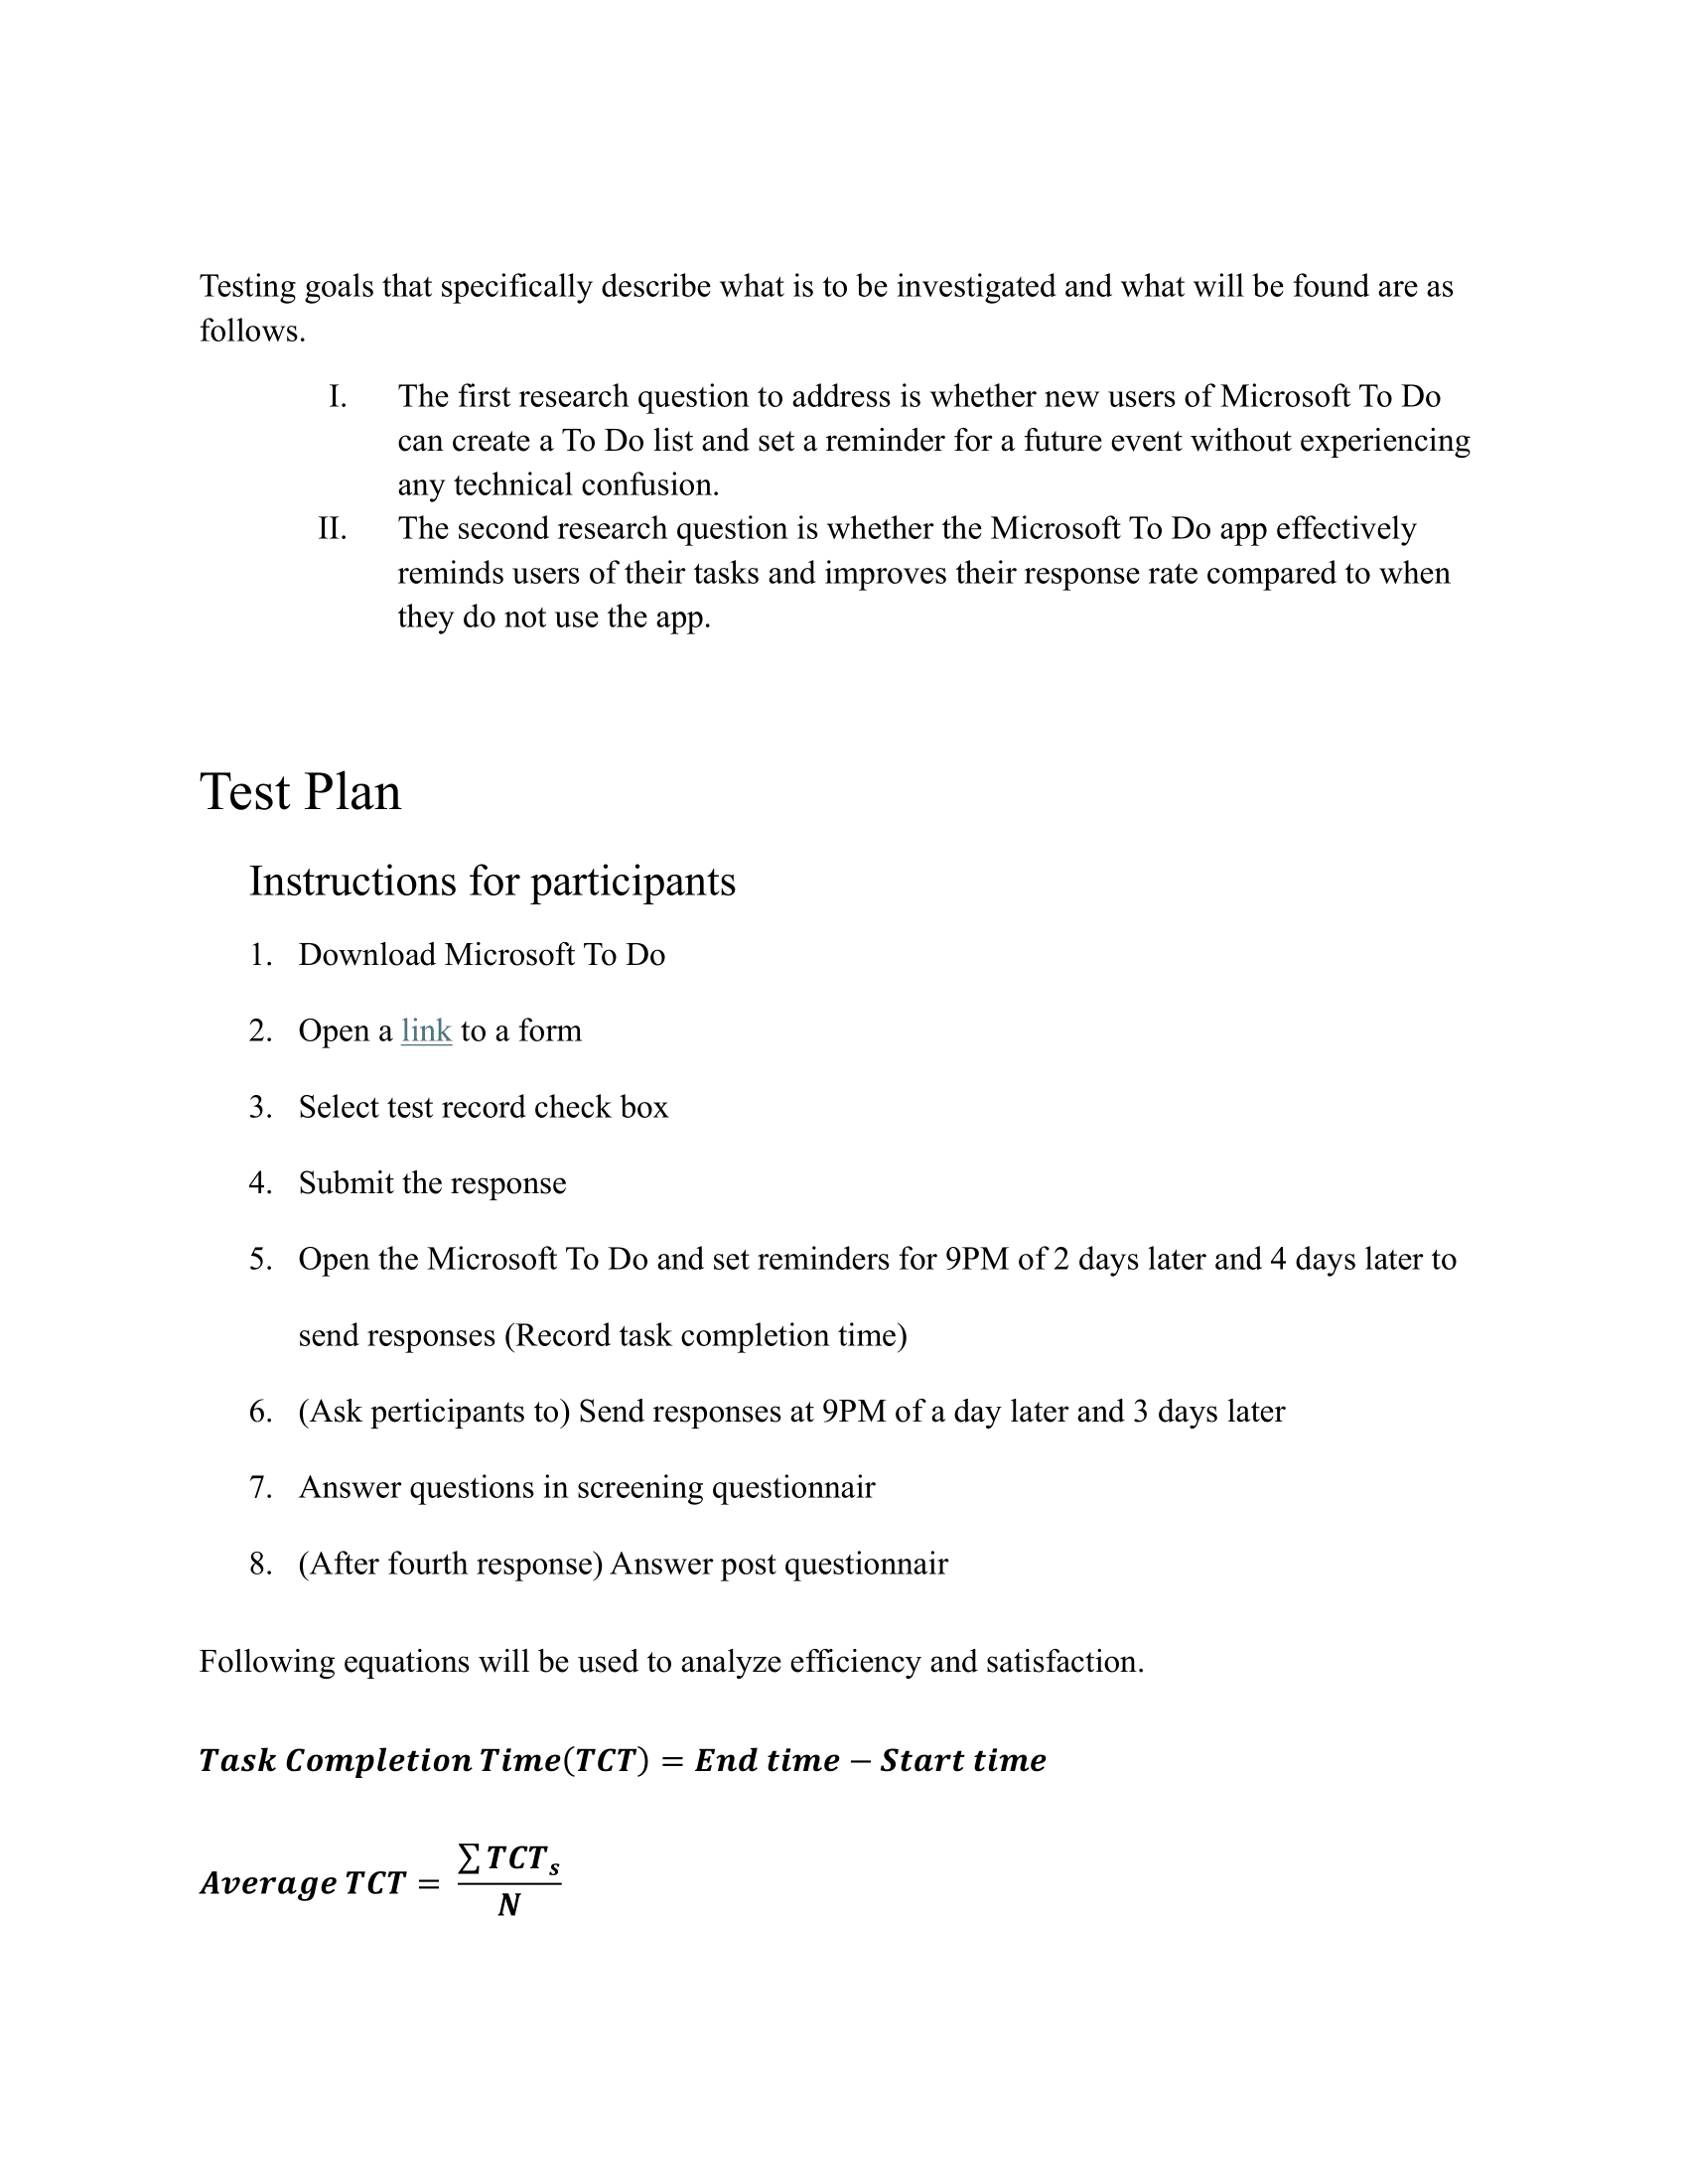 Testing goals that specifically describe what is to be investigated and what will be found are as
follows.
I. The first research question to address is whether new users of Microsoft To Do
can create a To Do list and set a reminder for a future event without experiencing
any technical confusion.
II. The second research question is whether the Microsoft To Do app effectively
reminds users of their tasks and improves their response rate compared to when
they do not use the app.
Test Plan
Instructions for participants
1. Download Microsoft To Do
2. Open a link to a form
3. Select test record check box
4. Submit the response
5. Open the Microsoft To Do and set reminders for 9PM of 2 days later and 4 days later to
send responses (Record task completion time)
6. (Ask perticipants to) Send responses at 9PM of a day later and 3 days later
7. Answer questions in screening questionnair
8. (After fourth response) Answer post questionnair
Following equations will be used to analyze efficiency and satisfaction.
Task Completion Time(TCT) = End time − Start time
Average TCT = ∑ TCTₛ / N